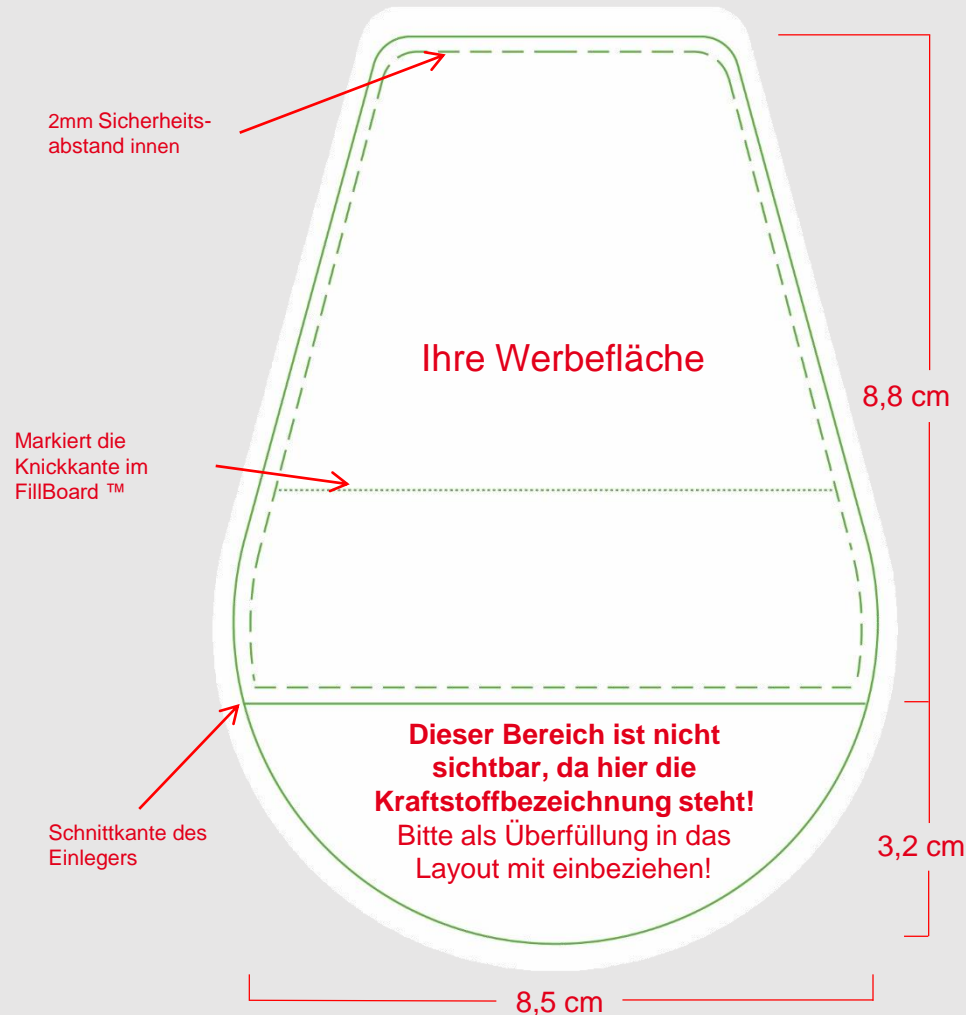 2mm Sicherheits-
abstand innen
Ihre Werbefläche
8,8 cm
Markiert die
Knickkante im
FillBoard ™
Dieser Bereich ist nicht
sichtbar, da hier die
Kraftstoffbezeichnung steht!
Bitte als Überfüllung in das
Layout mit einbeziehen!
Schnittkante des
Einlegers
3,2 cm
8,5 cm